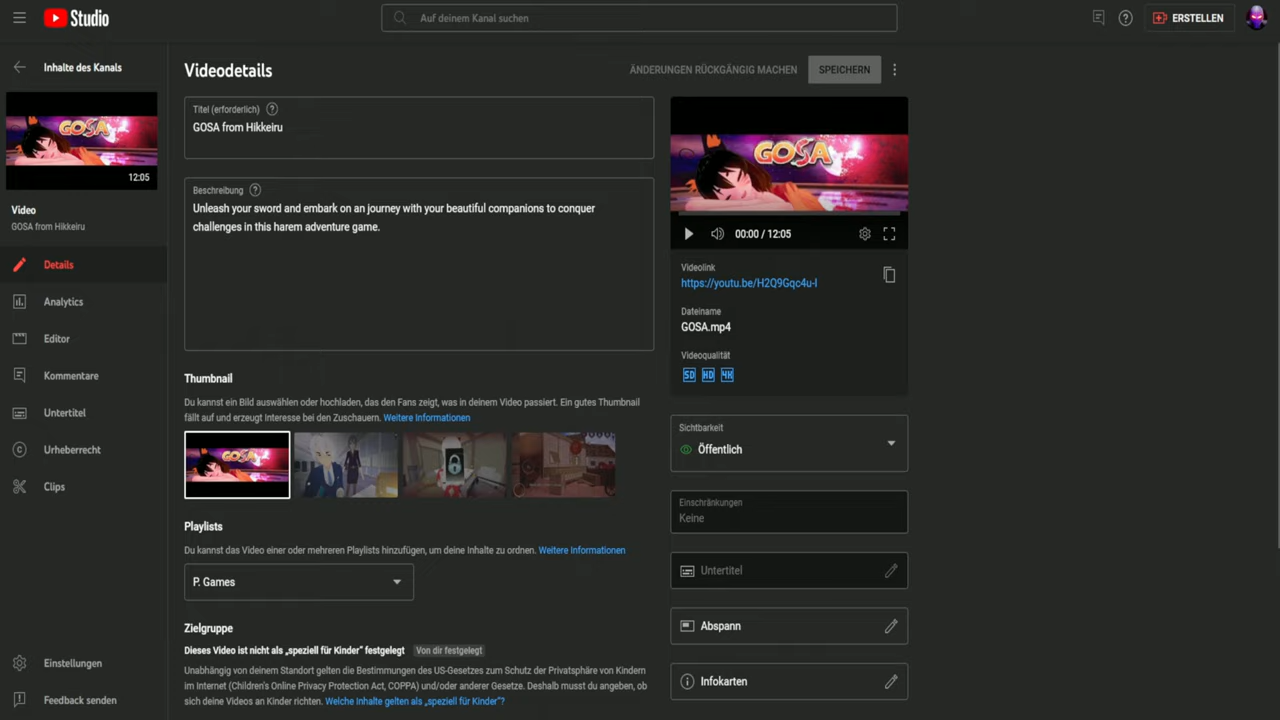 Studio
Auf deinem Kanal suchen
ERSTELLEN
Inhalte des Kanals
GOSA
12:05
Video
GOSA from Hikkeiru
Details
Analytics
Editor
Kommentare
Untertitel
Urheberrecht
Clips
Einstellungen
Feedback senden
Videodetails
ÄNDERUNGEN RÜCKGÄNGIG MACHEN
SPEICHERN
Titel (erforderlich)
GOSA from Hikkeiru
Beschreibung
Unleash your sword and embark on an journey with your beautiful companions to conquer
challenges in this harem adventure game.
Thumbnail
Du kannst ein Bild auswählen oder hochladen, das den Fans zeigt, was in deinem Video passiert. Ein gutes Thumbnail
fällt auf und erzeugt Interesse bei den Zuschauern. Weitere Informationen
GOSA
Playlists
Du kannst das Video einer oder mehreren Playlists hinzufügen, um deine Inhalte zu ordnen. Weitere Informationen
P. Games
Zielgruppe
Dieses Video ist nicht als „speziell für Kinder“ festgelegt Von dir festgelegt
Unabhängig von deinem Standort gelten die Bestimmungen des US-Gesetzes zum Schutz der Privatsphäre von Kindern
im Internet (Children's Online Privacy Protection Act, COPPA) und/oder anderer Gesetze. Deshalb musst du angeben, ob
sich deine Videos an Kinder richten. Welche Inhalte gelten als „speziell für Kinder“?
GOSA
00:00 / 12:05
Videolink
https://youtu.be/H2Q9Gqc4u-I
Dateiname
GOSA.mp4
Videoqualität
SD HD 4K
Sichtbarkeit
Öffentlich
Einschränkungen
Keine
Untertitel
Abspann
Infokarten